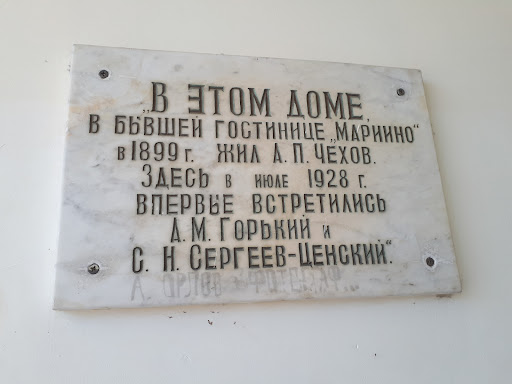 „В ЭТОМ ДОМЕ,
В БЫВШЕЙ ГОСТИНИЦЕ „МАРИИНО"
В 1899 Г. ЖИЛ А. П. ЧЕХОВ.
ЗДЕСЬ В ИЮЛЕ 1928 Г.
ВПЕРВЫЕ ВСТРЕТИЛИСЬ
А. М. ГОРЬКИЙ И
С. Н. СЕРГЕЕВ-ЦЕНСКИЙ".